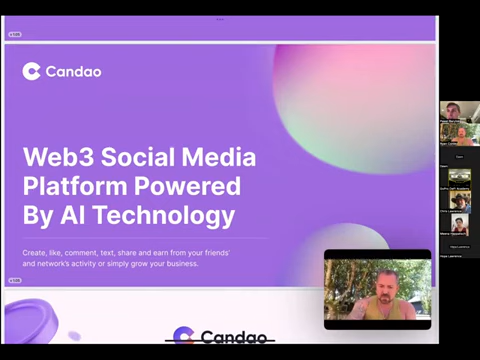 Candao
Web3 Social Media
Platform Powered
By AI Technology
Create, like, comment, text, share and earn from your friends'
and network's activity or simply grow your business.
Candao